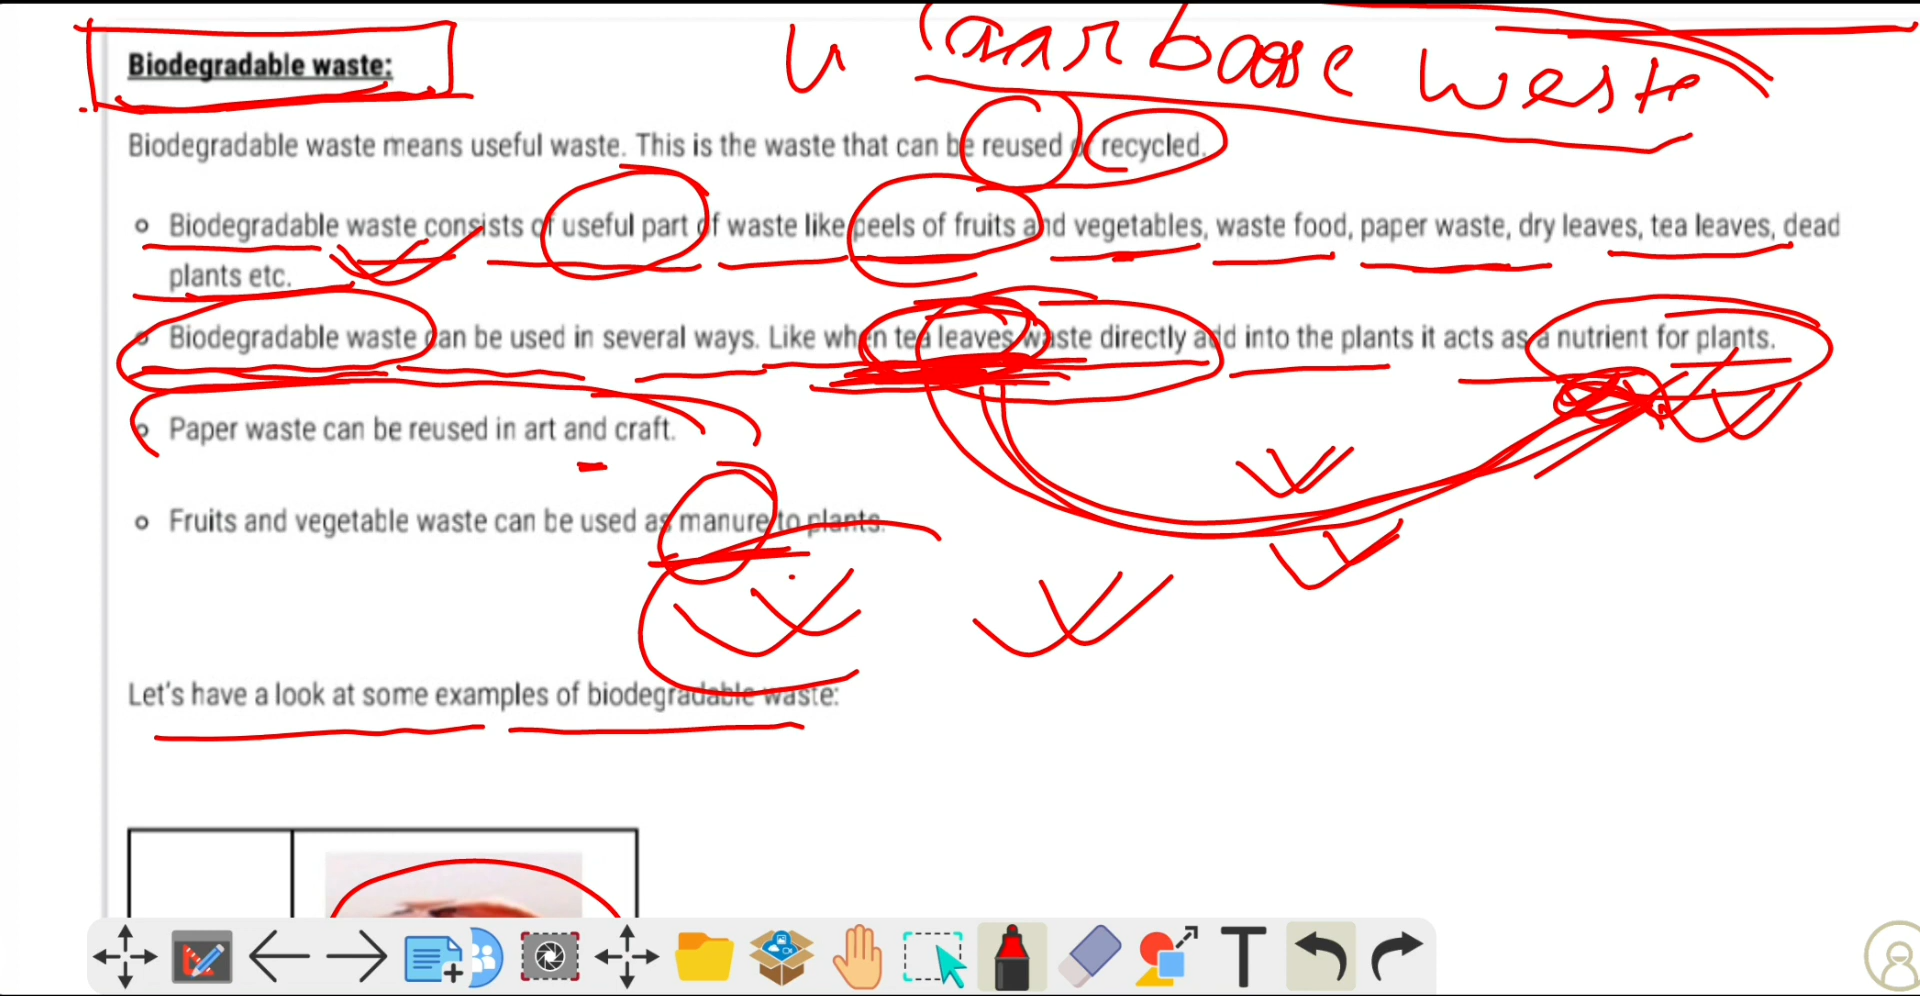 Biodegradable waste:
waste
Biodegradable waste means useful waste. This is the waste that can be reused or recycled.
Biodegradable waste consists of useful part of waste like peels of fruits and vegetables, waste food, paper waste, dry leaves, tea leaves, dead
plants etc.
Biodegradable waste can be used in several ways. Like when tea leaves waste directly add into the plants it acts as a nutrient for plants.
Paper waste can be reused in art and craft.
Fruits and vegetable waste can be used as manure to plants.
Let's have a look at some examples of biodegradable waste:
T